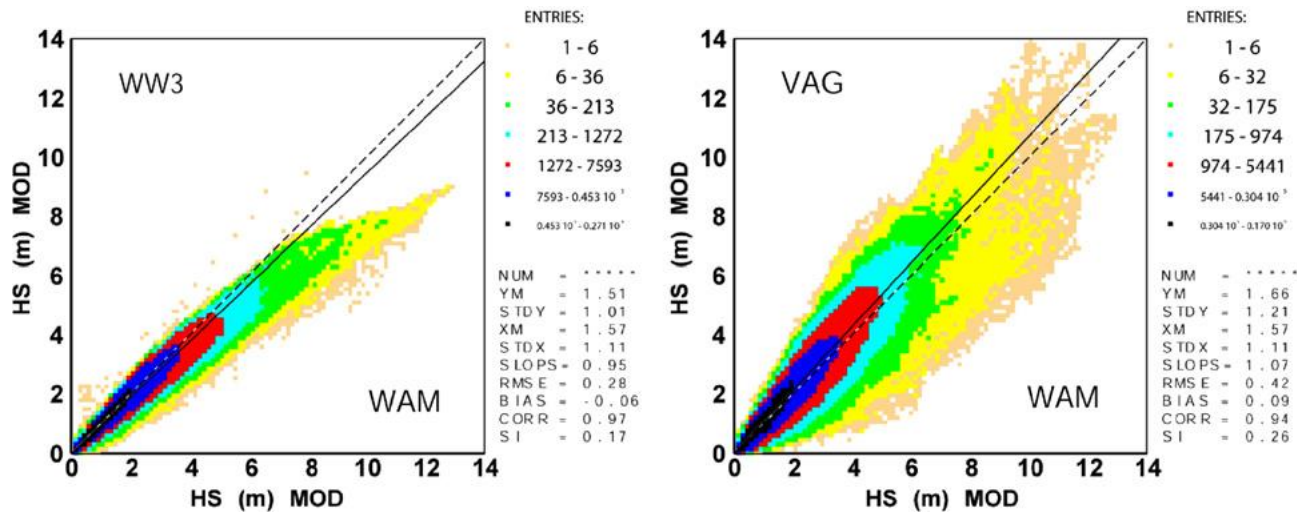 ENTRIES:
1 - 6
6 - 36
36 - 213
213 - 1272
1272 - 7593
14
12
10
8
6
4
2
0
HS (m) MOD
WW3
WAM
0 2 4 6 8 10 12 14
HS (m) MOD
NUM = *****
YM = 1.51
STDY = 1.01
XM = 1.57
STDX = 1.11
SLOPS= 0.95
RMSE = 0.28
BIAS = -0.06
CORR = 0.97
SI = 0.17
ENTRIES:
1 - 6
6 - 32
32 - 175
175 - 974
974 - 5441
14
12
10
8
6
4
2
0
HS (m) MOD
VAG
WAM
0 2 4 6 8 10 12 14
HS (m) MOD
NUM = *****
YM = 1.66
STDY = 1.21
XM = 1.57
STDX = 1.11
SLOPS= 1.07
RMSE = 0.42
BIAS = 0.09
CORR = 0.94
SI = 0.26